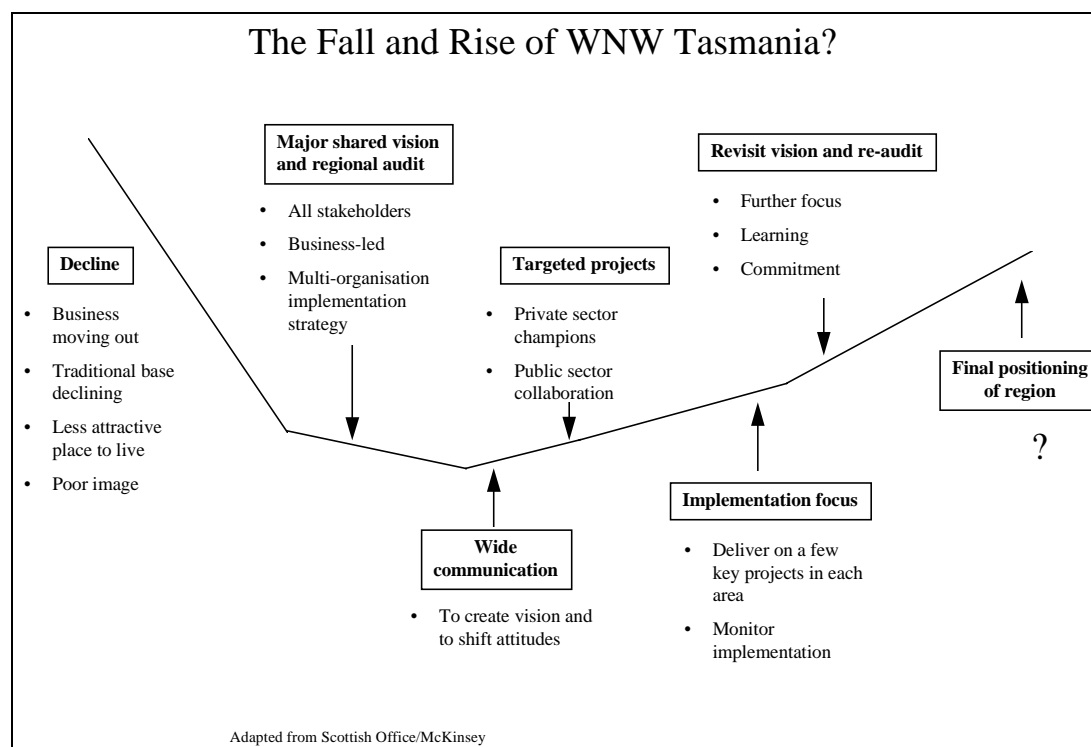 The Fall and Rise of WNW Tasmania?
Decline
• Business
moving out
• Traditional base
declining
• Less attractive
place to live
• Poor image
Major shared vision
and regional audit
• All stakeholders
• Business-led
• Multi-organisation
implementation
strategy
Wide
communication
• To create vision and
to shift attitudes
Targeted projects
• Private sector
champions
• Public sector
collaboration
Implementation focus
• Deliver on a few
key projects in each
area
• Monitor
implementation
Revisit vision and re-audit
• Further focus
• Learning
• Commitment
Final positioning
of region
?
Adapted from Scottish Office/McKinsey